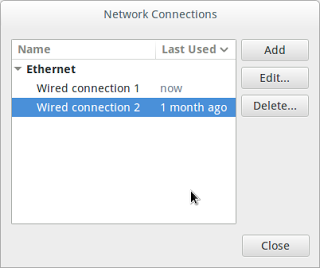 Network Connections
Name Last Used
Ethernet
Wired connection 1 now
Wired connection 2 1 month ago
Add
Edit...
Delete...
Close